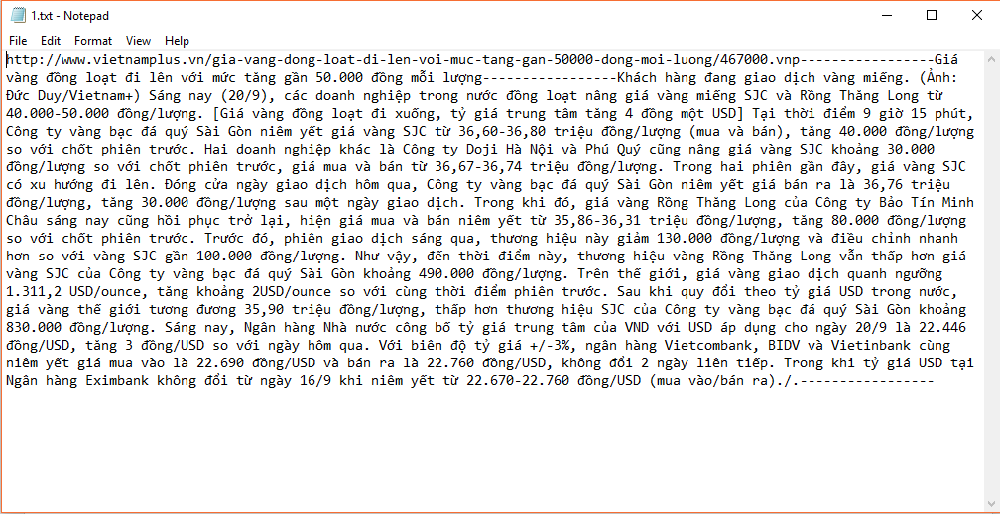 1.txt - Notepad
File Edit Format View Help
http://www.vietnamplus.vn/gia-vang-dong-loat-di-len-voi-muc-tang-gan-50000-dong-moi-luong/467000.vnp-----------------Giá
vàng đồng loạt đi lên với mức tăng gần 50.000 đồng mỗi lượng-----------------Khách hàng đang giao dịch vàng miếng. (Ảnh:
Đức Duy/Vietnam+) Sáng nay (20/9), các doanh nghiệp trong nước đồng loạt nâng giá vàng miếng SJC và Rồng Thăng Long từ
40.000-50.000 đồng/lượng. [Giá vàng đồng loạt đi xuống, tỷ giá trung tâm tăng 4 đồng một USD] Tại thời điểm 9 giờ 15 phút,
Công ty vàng bạc đá quý Sài Gòn niêm yết giá vàng SJC từ 36,60-36,80 triệu đồng/lượng (mua và bán), tăng 40.000 đồng/lượng
so với chốt phiên trước. Hai doanh nghiệp khác là Công ty Doji Hà Nội và Phú Quý cũng nâng giá vàng SJC khoảng 30.000
đồng/lượng so với chốt phiên trước, giá mua và bán từ 36,67-36,74 triệu đồng/lượng. Trong hai phiên gần đây, giá vàng SJC
có xu hướng đi lên. Đóng cửa ngày giao dịch hôm qua, Công ty vàng bạc đá quý Sài Gòn niêm yết giá bán ra là 36,76 triệu
đồng/lượng, tăng 30.000 đồng/lượng sau một ngày giao dịch. Trong khi đó, giá vàng Rồng Thăng Long của Công ty Bảo Tín Minh
Châu sáng nay cũng hồi phục trở lại, hiện giá mua và bán niêm yết từ 35,86-36,31 triệu đồng/lượng, tăng 80.000 đồng/lượng
so với chốt phiên trước. Trước đó, phiên giao dịch sáng qua, thương hiệu này giảm 130.000 đồng/lượng và điều chỉnh nhanh
hơn so với vàng SJC gần 100.000 đồng/lượng. Như vậy, đến thời điểm này, thương hiệu vàng Rồng Thăng Long vẫn thấp hơn giá
vàng SJC của Công ty vàng bạc đá quý Sài Gòn khoảng 490.000 đồng/lượng. Trên thế giới, giá vàng giao dịch quanh ngưỡng
1.311,2 USD/ounce, tăng khoảng 2USD/ounce so với cùng thời điểm phiên trước. Sau khi quy đổi theo tỷ giá USD trong nước,
giá vàng thế giới tương đương 35,90 triệu đồng/lượng, thấp hơn thương hiệu SJC của Công ty vàng bạc đá quý Sài Gòn khoảng
830.000 đồng/lượng. Sáng nay, Ngân hàng Nhà nước công bố tỷ giá trung tâm của VND với USD áp dụng cho ngày 20/9 là 22.446
đồng/USD, tăng 3 đồng/USD so với ngày hôm qua. Với biên độ tỷ giá +/-3%, ngân hàng Vietcombank, BIDV và Vietinbank cùng
niêm yết giá mua vào là 22.690 đồng/USD và bán ra là 22.760 đồng/USD, không đổi 2 ngày liên tiếp. Trong khi tỷ giá USD tại
Ngân hàng Eximbank không đổi từ ngày 16/9 khi niêm yết từ 22.670-22.760 đồng/USD (mua vào/bán ra)./.-----------------